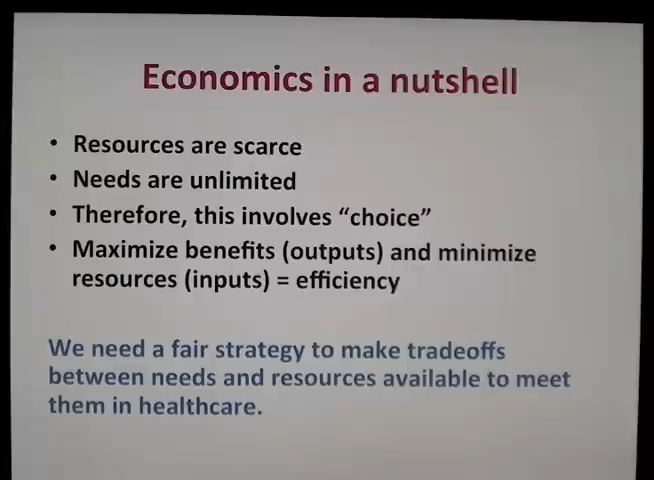 Economics in a nutshell
• Resources are scarce
• Needs are unlimited
• Therefore, this involves “choice”
• Maximize benefits (outputs) and minimize
resources (inputs) = efficiency
We need a fair strategy to make tradeoffs
between needs and resources available to meet
them in healthcare.